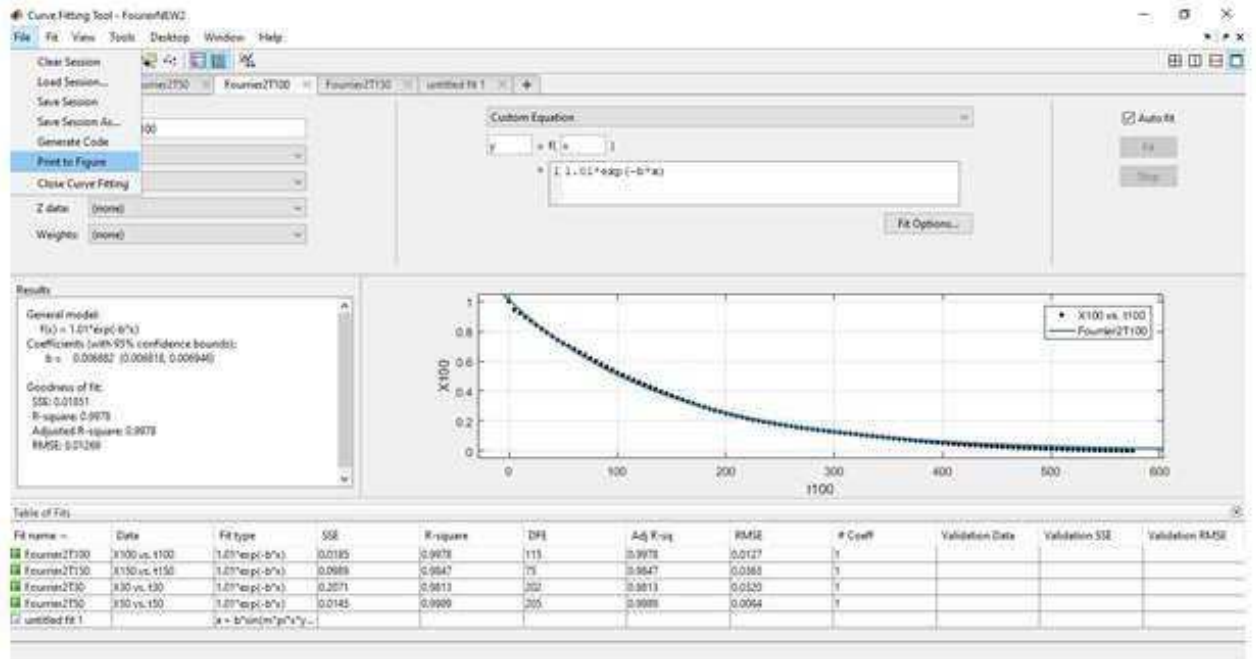 Curve Fitting Tool - FourierNEW2
File Fit View Tools Desktop Window Help
Clear Session
Load Session...
Save Session
Save Session As...
Generate Code
Print to Figure
Close Curve Fitting
Fourier2T100 Fourier2T150 untitled fit 1
Z data: (none)
Weights: (none)
Custom Equation
y = f( x )
= 1.01*exp(-b*x)
Fit Options...
Auto fit
Fit
Stop
Results
General model:
f(x) = 1.01*exp(-b*x)
Coefficients (with 95% confidence bounds):
b = 0.006882 (0.006818, 0.006946)
Goodness of fit:
SSE: 0.01851
R-square: 0.9978
Adjusted R-square: 0.9978
RMSE: 0.01269
X100 vs. t100
Fourier2T100
1
0.8
0.6
0.4
0.2
0
X100
0 100 200 300 400 500 600
t100
Table of Fits
Fit name Data Fit type SSE R-square DFE Adj R-sq RMSE # Coeff Validation Data Validation SSE Validation RMSE
Fourier2T100 X100 vs. t100 1.01*exp(-b*x) 0.0185 0.9978 115 0.9978 0.0127 1
Fourier2T150 X150 vs. t150 1.01*exp(-b*x) 0.0989 0.9847 75 0.9847 0.0363 1
Fourier2T30 X30 vs. t30 1.01*exp(-b*x) 0.2071 0.9813 202 0.9813 0.0320 1
Fourier2T50 X50 vs. t50 1.01*exp(-b*x) 0.0145 0.9989 205 0.9989 1
untitled fit 1 a + b*sin(m*pi*x*y...